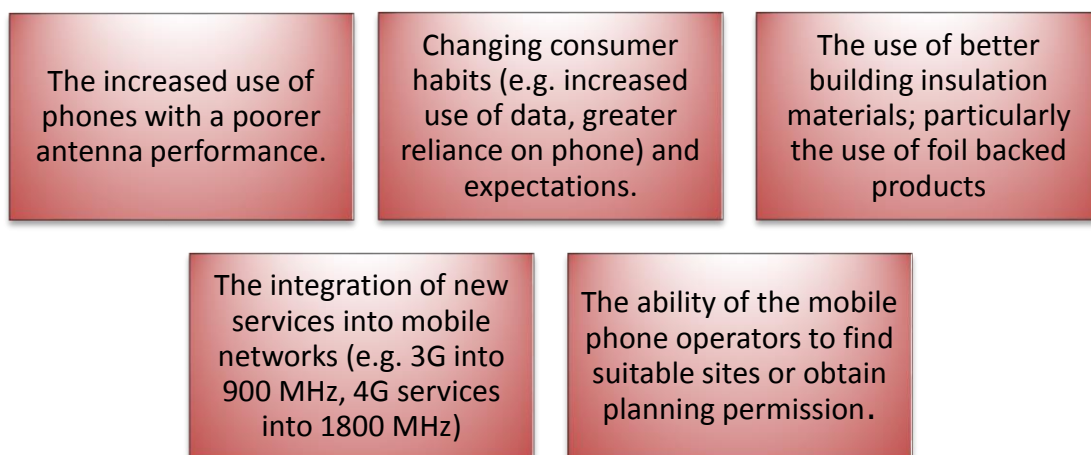 The increased use of
phones with a poorer
antenna performance.
Changing consumer
habits (e.g. increased
use of data, greater
reliance on phone) and
expectations.
The use of better
building insulation
materials; particularly
the use of foil backed
products
The integration of new
services into mobile
networks (e.g. 3G into
900 MHz, 4G services
into 1800 MHz)
The ability of the mobile
phone operators to find
suitable sites or obtain
planning permission.